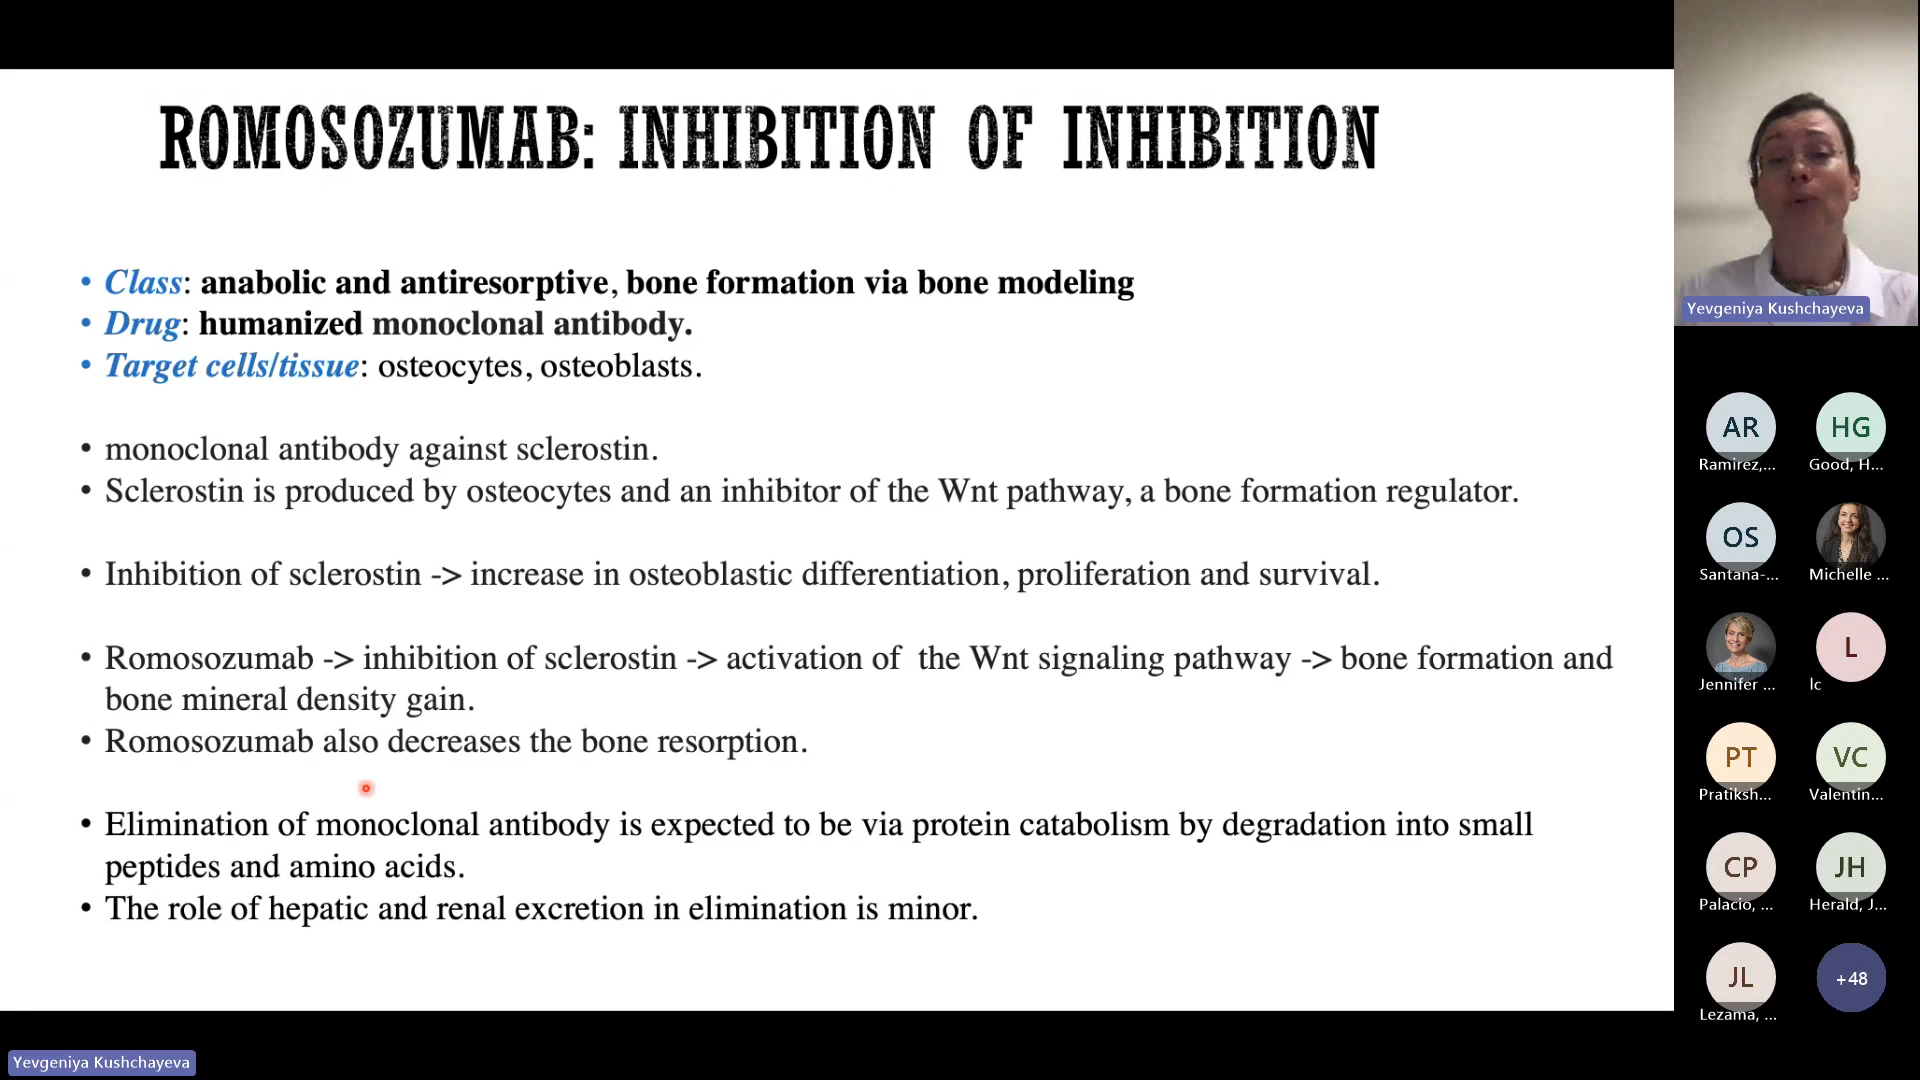 ROMOSOZUMAB: INHIBITION OF INHIBITION
• Class: anabolic and antiresorptive, bone formation via bone modeling
• Drug: humanized monoclonal antibody.
• Target cells/tissue: osteocytes, osteoblasts.
• monoclonal antibody against sclerostin.
• Sclerostin is produced by osteocytes and an inhibitor of the Wnt pathway, a bone formation regulator.
• Inhibition of sclerostin -> increase in osteoblastic differentiation, proliferation and survival.
• Romosozumab -> inhibition of sclerostin -> activation of the Wnt signaling pathway -> bone formation and
bone mineral density gain.
• Romosozumab also decreases the bone resorption.
• Elimination of monoclonal antibody is expected to be via protein catabolism by degradation into small
peptides and amino acids.
• The role of hepatic and renal excretion in elimination is minor.
Yevgeniya Kushchayeva
AR
HG
Ramirez,...
Good, H...
OS
Santana-...
Michelle ...
L
Jennifer ...
lc
PT
VC
Pratiksh...
Valentin...
CP
JH
Palacio, ...
Herald, J...
JL
+48
Lezama, ...
Yevgeniya Kushchayeva